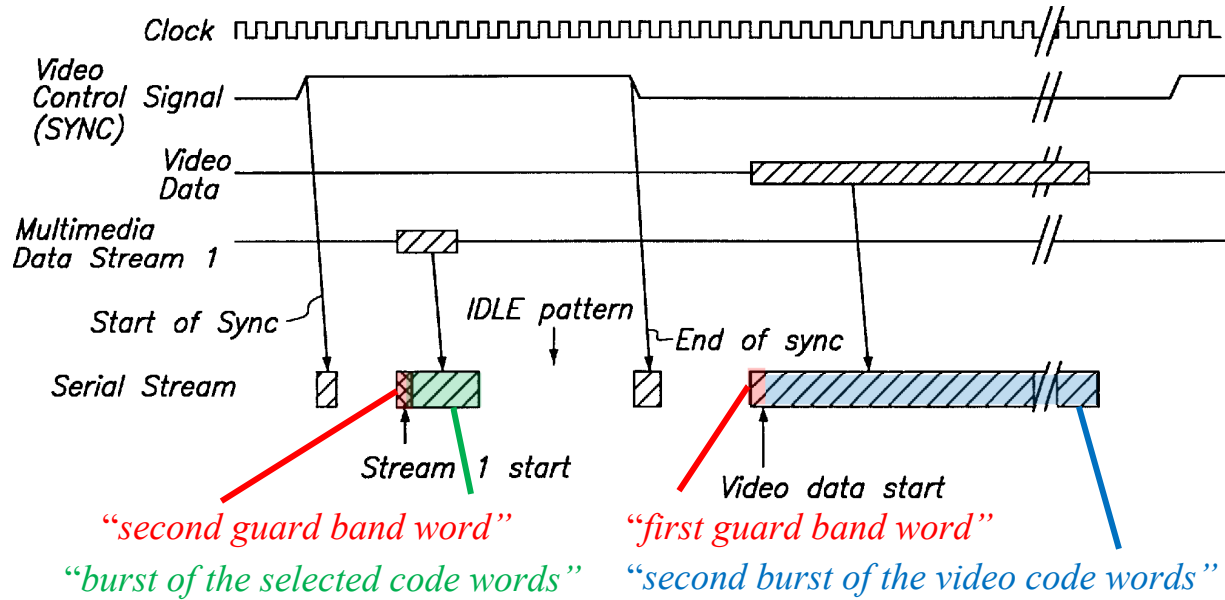 Clock
Video
Control Signal
(SYNC)
Video
Data
Multimedia
Data Stream 1
Start of Sync
IDLE pattern
End of sync
Serial Stream
Stream 1 start
Video data start
“second guard band word”
“first guard band word”
“burst of the selected code words”
“second burst of the video code words”